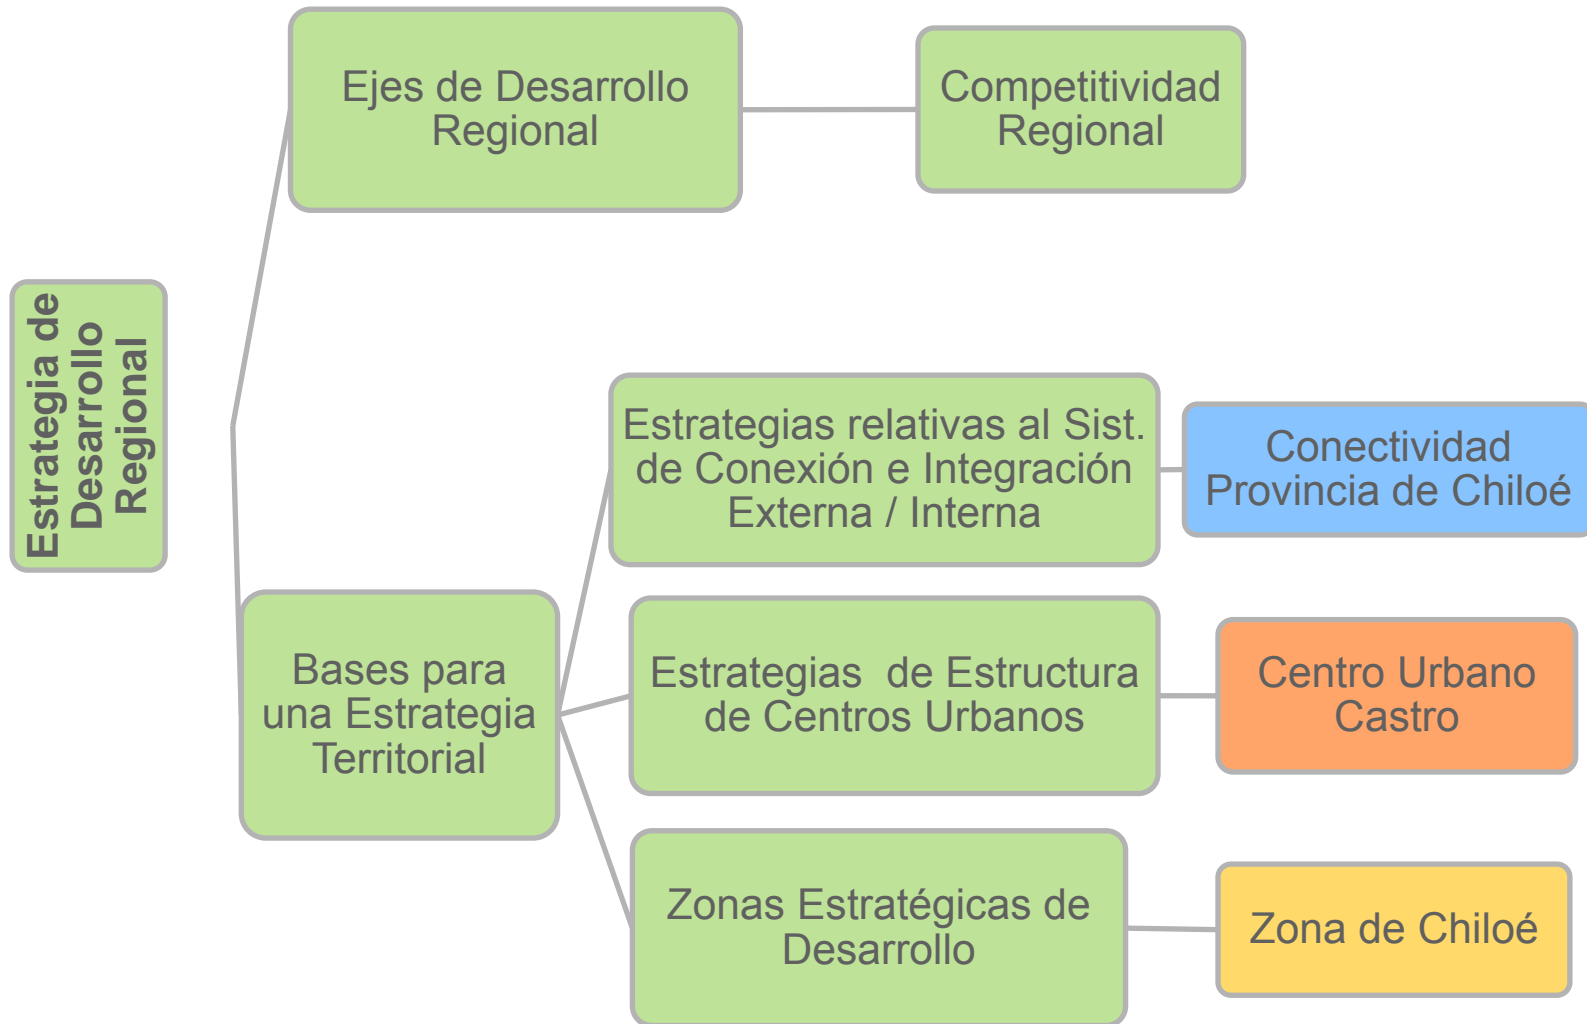 Ejes de Desarrollo
Regional
Competitividad
Regional
Estrategia de
Desarrollo
Regional
Estrategias relativas al Sist.
de Conexión e Integración
Externa / Interna
Conectividad
Provincia de Chiloé
Bases para
una Estrategia
Territorial
Estrategias de Estructura
de Centros Urbanos
Centro Urbano
Castro
Zonas Estratégicas de
Desarrollo
Zona de Chiloé